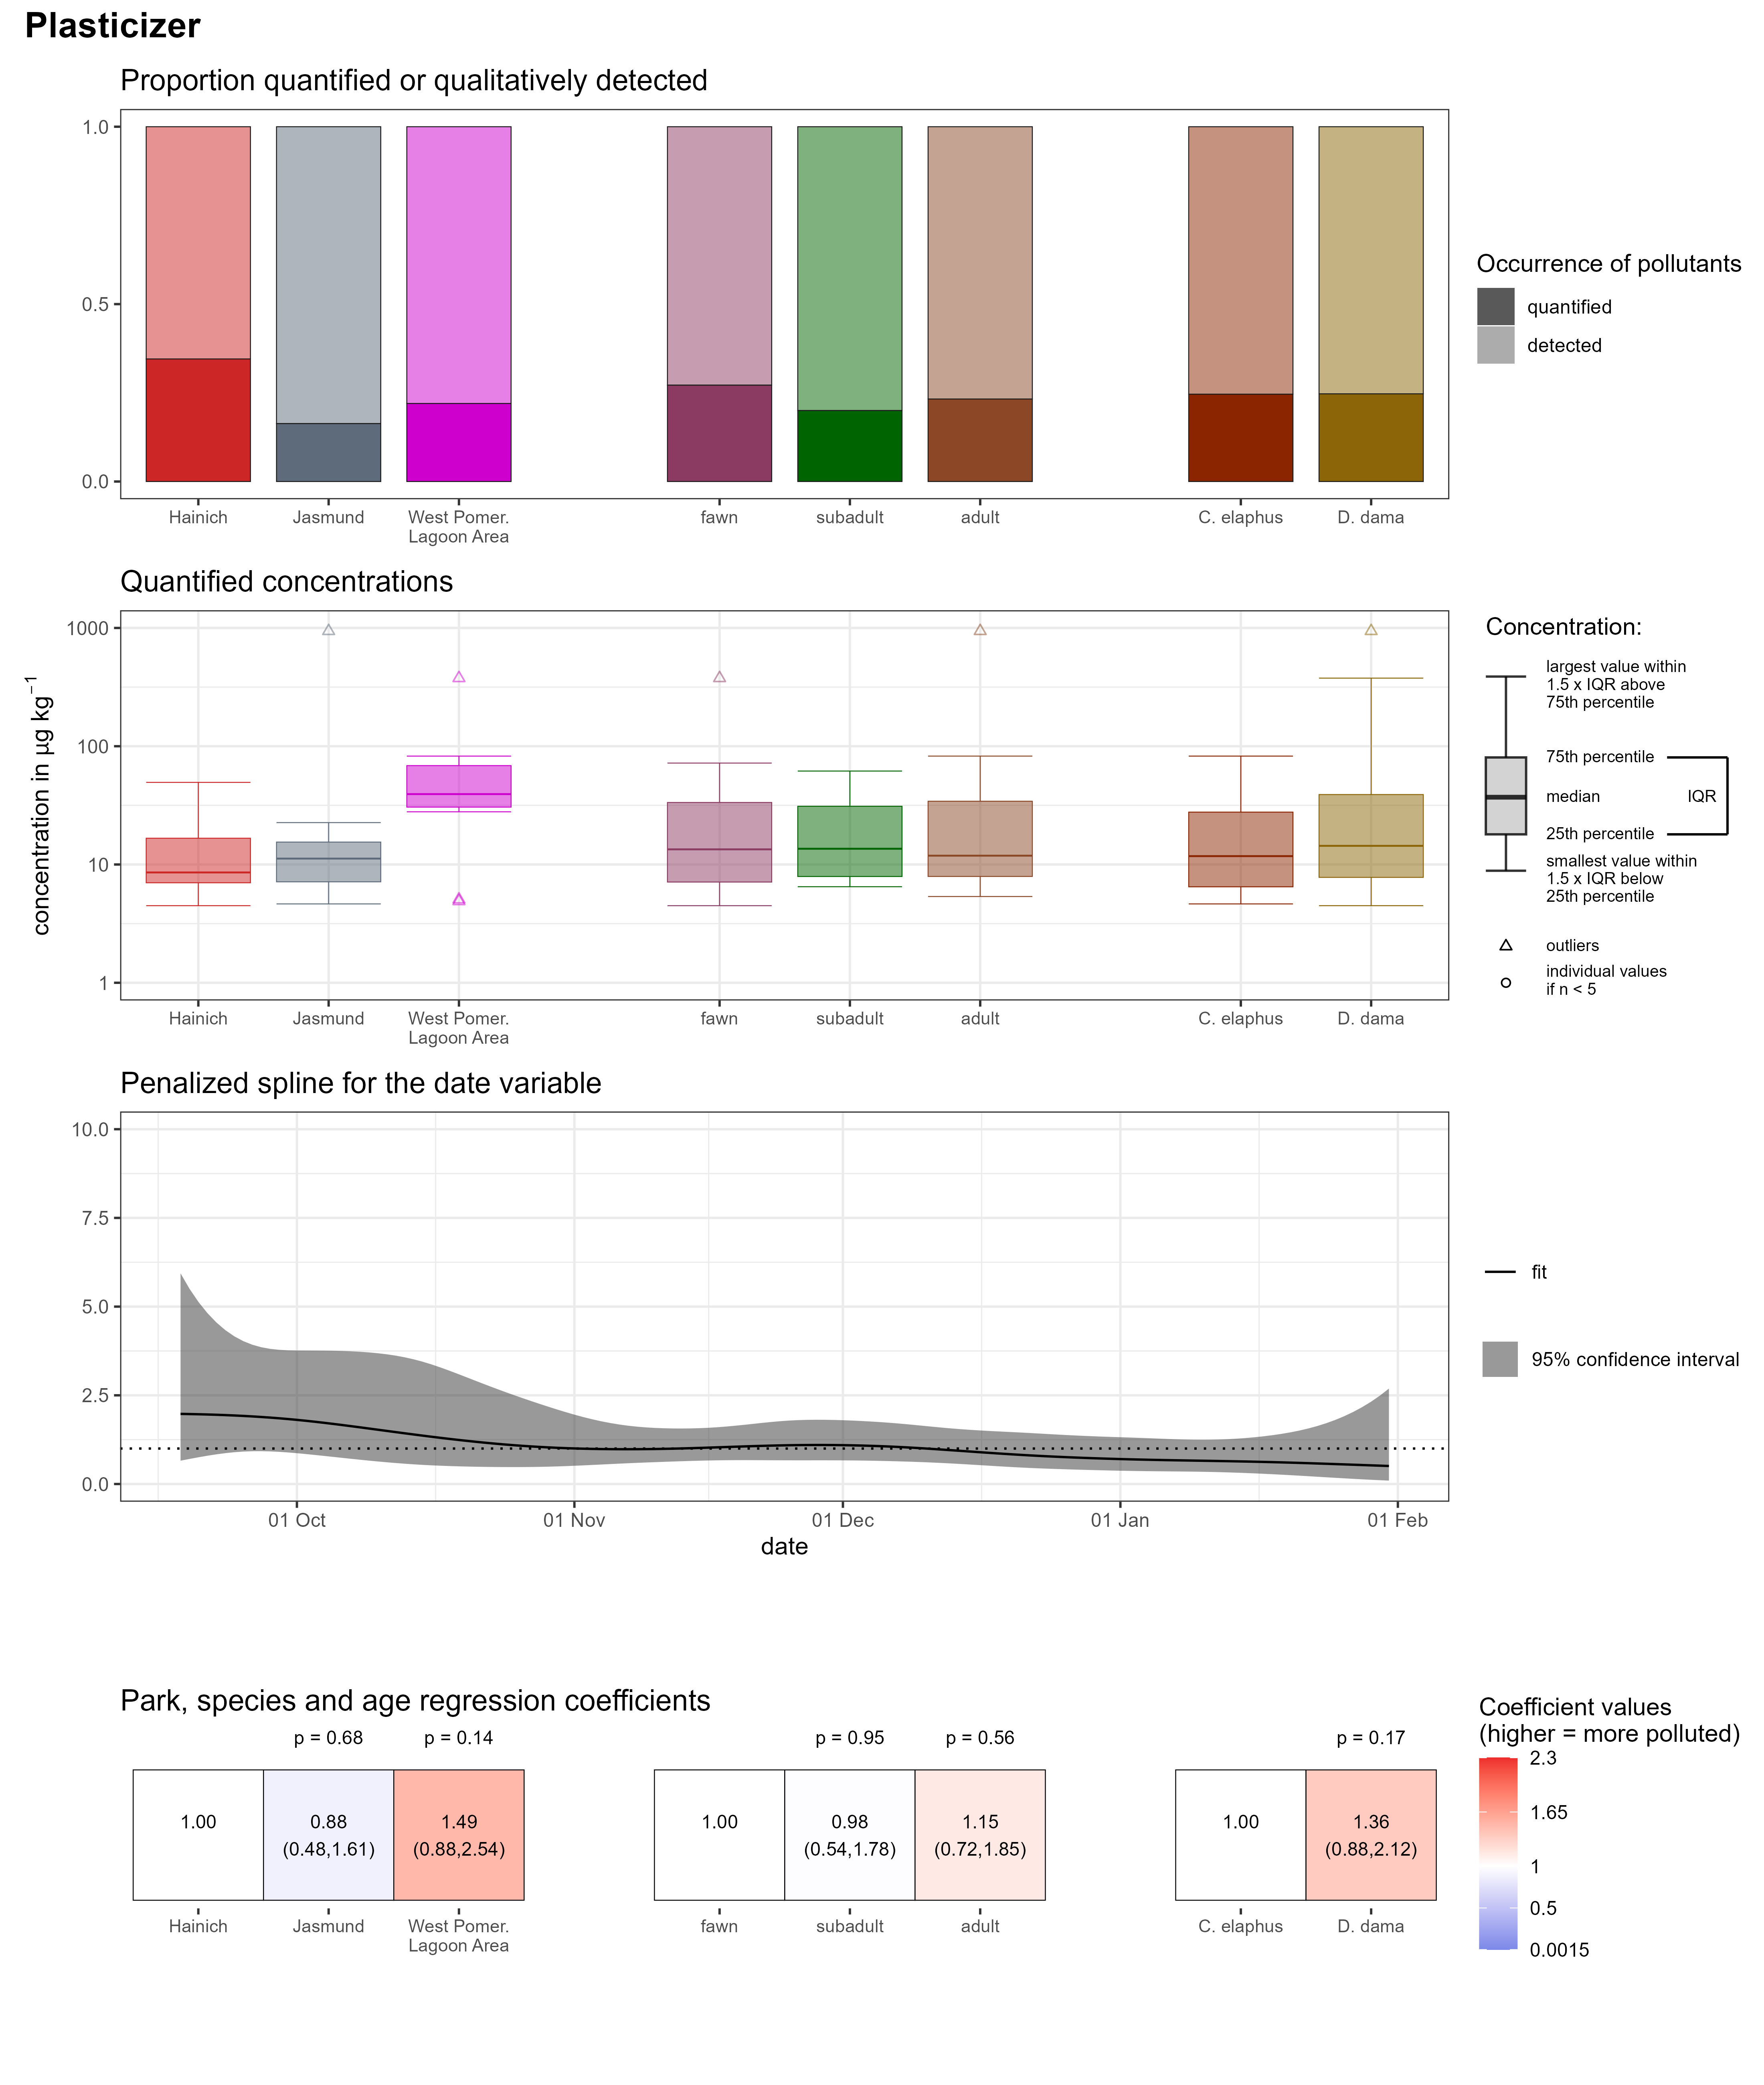 Plasticizer
Proportion quantified or qualitatively detected
1.0
0.5
0.0
Hainich Jasmund West Pomer. fawn subadult adult C. elaphus D. dama
Lagoon Area
Occurrence of pollutants
quantified
detected
Quantified concentrations
concentration in µg kg⁻¹
1000
100
10
1
Hainich Jasmund West Pomer. fawn subadult adult C. elaphus D. dama
Lagoon Area
Concentration:
largest value within
1.5 x IQR above
75th percentile
75th percentile
median IQR
25th percentile
smallest value within
1.5 x IQR below
25th percentile
outliers
individual values
if n < 5
Penalized spline for the date variable
10.0
7.5
5.0
2.5
0.0
01 Oct 01 Nov 01 Dec 01 Jan 01 Feb
date
fit
95% confidence interval
Park, species and age regression coefficients
p = 0.68 p = 0.14 p = 0.95 p = 0.56 p = 0.17
1.00 0.88 1.49 1.00 0.98 1.15 1.00 1.36
(0.48,1.61) (0.88,2.54) (0.54,1.78) (0.72,1.85) (0.88,2.12)
Hainich Jasmund West Pomer. fawn subadult adult C. elaphus D. dama
Lagoon Area
Coefficient values
(higher = more polluted)
2.3
1.65
1
0.5
0.0015